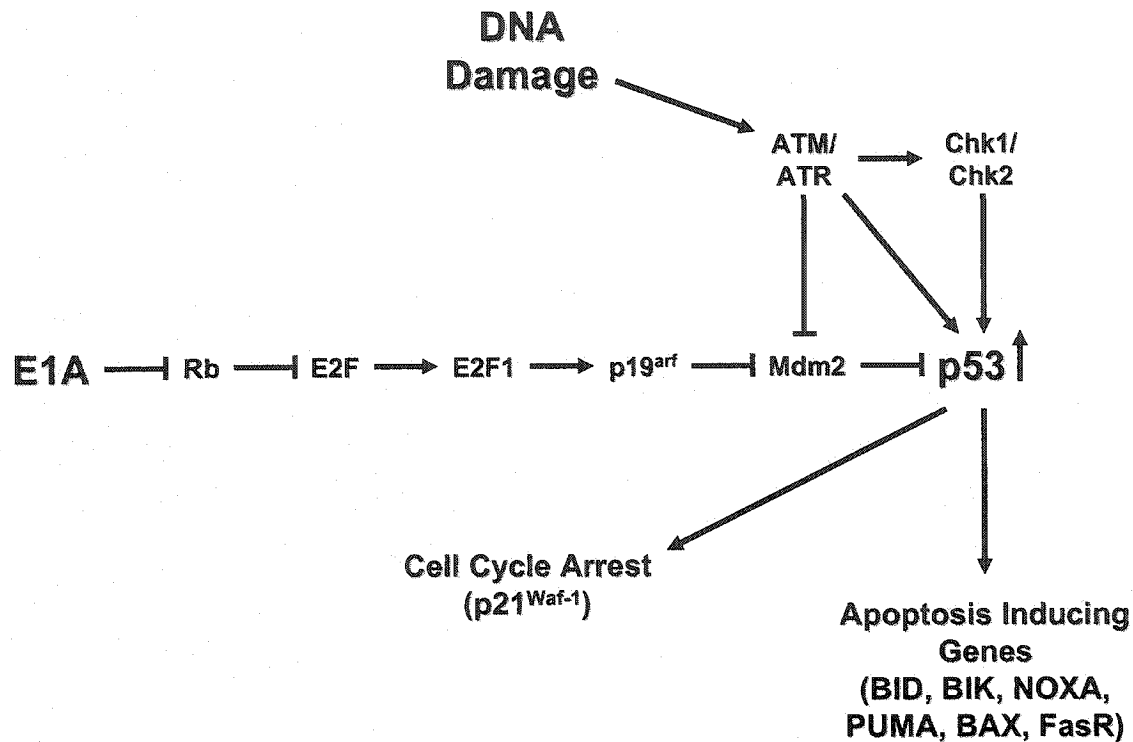 DNA
Damage
ATM/
ATR
Chk1/
Chk2
E1A
Rb
E2F
E2F1
p19arf
Mdm2
p53
Cell Cycle Arrest
(p21Waf-1)
Apoptosis Inducing
Genes
(BID, BIK, NOXA,
PUMA, BAX, FasR)